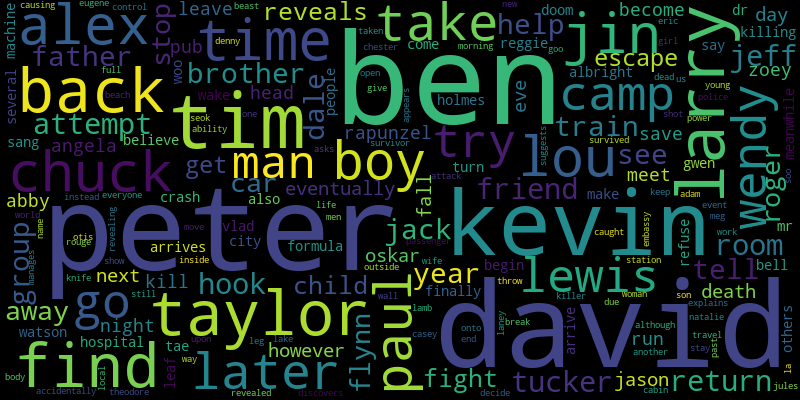 causing
eugene
control
alex
leave
machine
reveals
stop
pub
father
several
time
denny
woo
brother
take
beast
doom
taken
chester
morning
new
help
come
reggie
goo
eric
girl
jin
become
dr
day
killing
say
escape
jeff
zoey
larry
ben
back
full
beach
tim
wake
head
people
dale
eve
open
give
appears
holmes
albright
dead
us
young
camp
police
meanwhile
attempt
believe
seok
ability
one
rapunzel
survivor
try
suggests
train
save
power
survived
shot
wendy
sang
angela
chuck
get
man
boy
asks
attack
turn
lou
see
gwen
meet
adam
roger
soo
abby
car
eventually
crash
also
life
men
fall
friend
make
keep
event
meg
mr
instead
everyone
world
name
rouge
otis
revealing
peter
move
vlad
city
formula
jack
kevin
caught
embassy
refuse
work
room
bell
group
show
manages
knife
arrives
inside
oskar
wife
passenger
begin
station
tell
others
next
kill
hook
child
year
outside
finally
lewis
throw
woman
son
death
explains
away
go
still
taylor
flynn
wall
paul
lamb
killer
due
although
natalie
travel
another
stay
pastel
run
david
watson
night
hospital
tae
upon
leg
lake
however
casey
onto
end
laney
break
arrive
find
leaf
way
later
fight
tucker
jason
return
la
body
local
accidentally
theodore
revealed
discovers
decide
cabin
jules